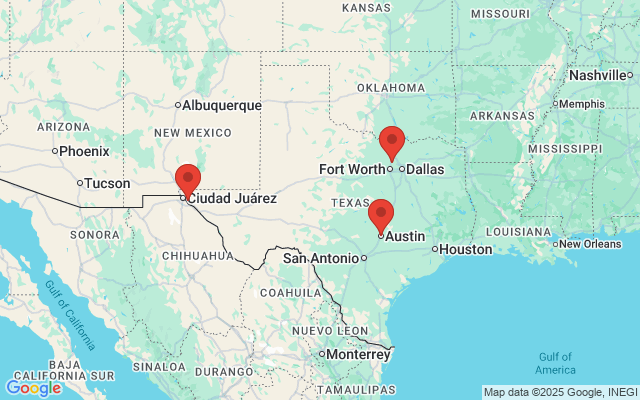 KANSAS
MISSOURI
Nashville
OKLAHOMA
Albuquerque
Memphis
ARKANSAS
ARIZONA
NEW MEXICO
MISSISSIPPI
Phoenix
Fort Worth
Dallas
Tucson
Ciudad Juárez
TEXAS
SONORA
Austin
LOUISIANA
Houston
New Orleans
CHIHUAHUA
San Antonio
COAHUILA
Gulf of California
NUEVO LEON
Monterrey
Gulf of
America
BAJA
CALIFORNIA SUR
SINALOA
DURANGO
TAMAULIPAS
Google
Map data ©2025 Google, INEGI